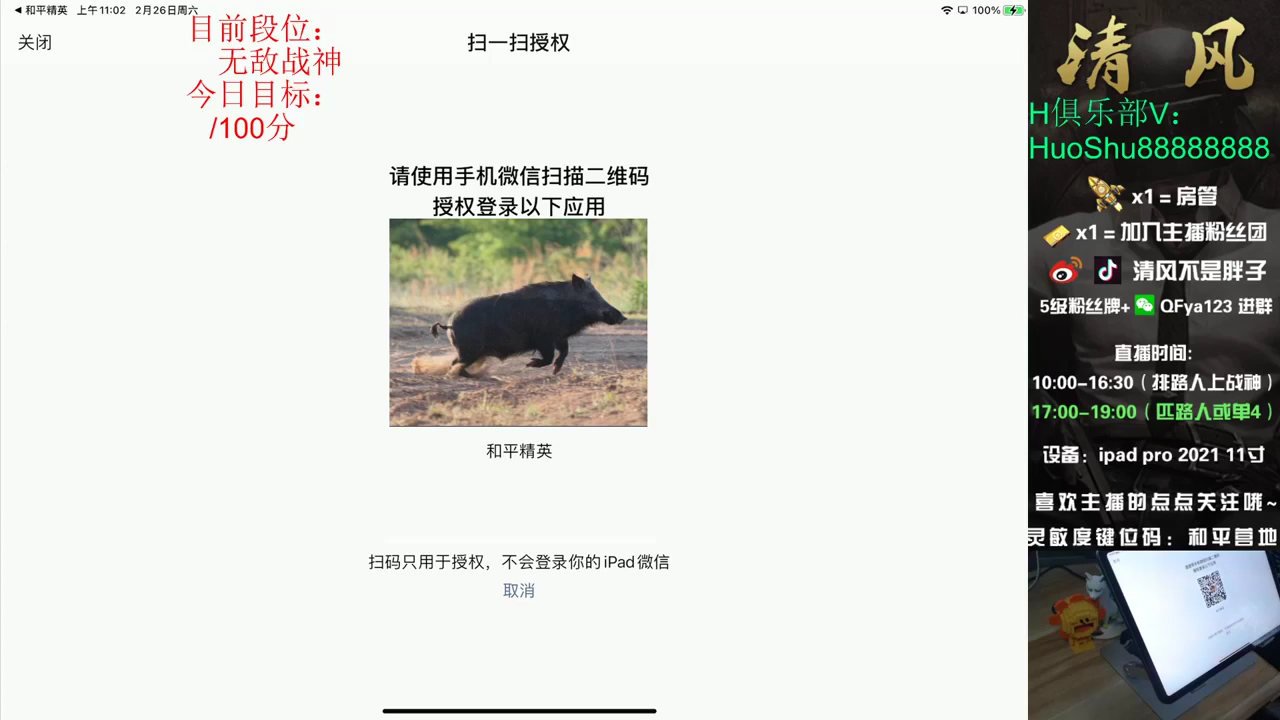 和平精英 上午11:02 2月26日周六
100%
关闭
扫一扫授权
目前段位：
无敌战神
今日目标：
/100分
请使用手机微信扫描二维码
授权登录以下应用
和平精英
扫码只用于授权，不会登录你的iPad微信
取消
清风
H俱乐部V：
HuoShu88888888
x1 = 房管
x1 = 加入主播粉丝团
清风不是胖子
5级粉丝牌+ QFya123 进群
直播时间:
10:00-16:30（排路人上战神）
17:00-19:00（匹路人或单4）
设备：ipad pro 2021 11寸
喜欢主播的点点关注哦~
灵敏度键位码：和平营地